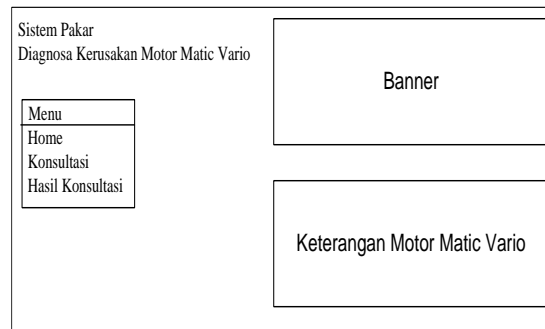 Sistem Pakar
Diagnosa Kerusakan Motor Matic Vario
Banner
Menu
Home
Konsultasi
Hasil Konsultasi
Keterangan Motor Matic Vario